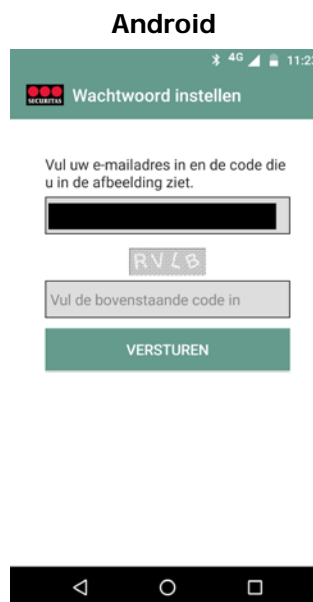 Android
4G 11:23
SECURITAS Wachtwoord instellen
Vul uw e-mailadres in en de code die
u in de afbeelding ziet.
RVLB
Vul de bovenstaande code in
VERSTUREN